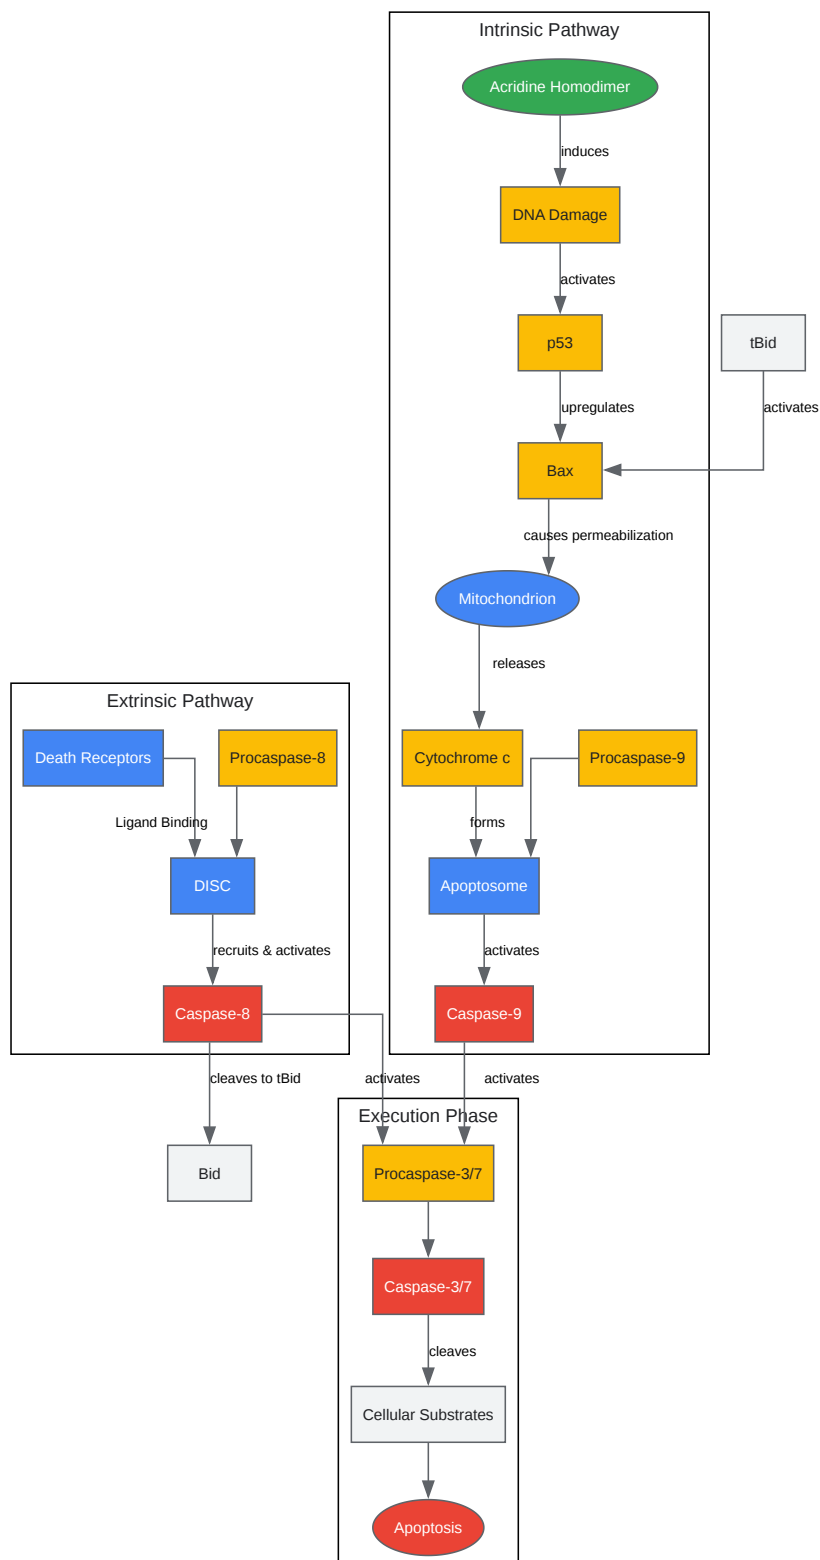 Intrinsic Pathway
Acridine Homodimer
induces
DNA Damage
activates
p53
tBid
upregulates
activates
Bax
causes permeabilization
Mitochondrion
releases
Extrinsic Pathway
Death Receptors
Procaspase-8
Cytochrome c
Procaspase-9
Ligand Binding
forms
DISC
Apoptosome
recruits & activates
activates
Caspase-8
Caspase-9
cleaves to tBid
activates
activates
Execution Phase
Bid
Procaspase-3/7
Caspase-3/7
cleaves
Cellular Substrates
Apoptosis